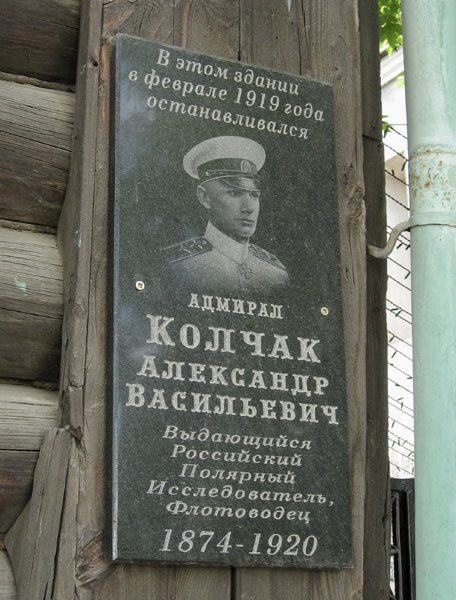 В этом здании
в феврале 1919 года
останавливался
АДМИРАЛ
КОЛЧАК
АЛЕКСАНДР
ВАСИЛЬЕВИЧ
Выдающийся
Российский
Полярный
Исследователь,
Флотоводец
1874-1920